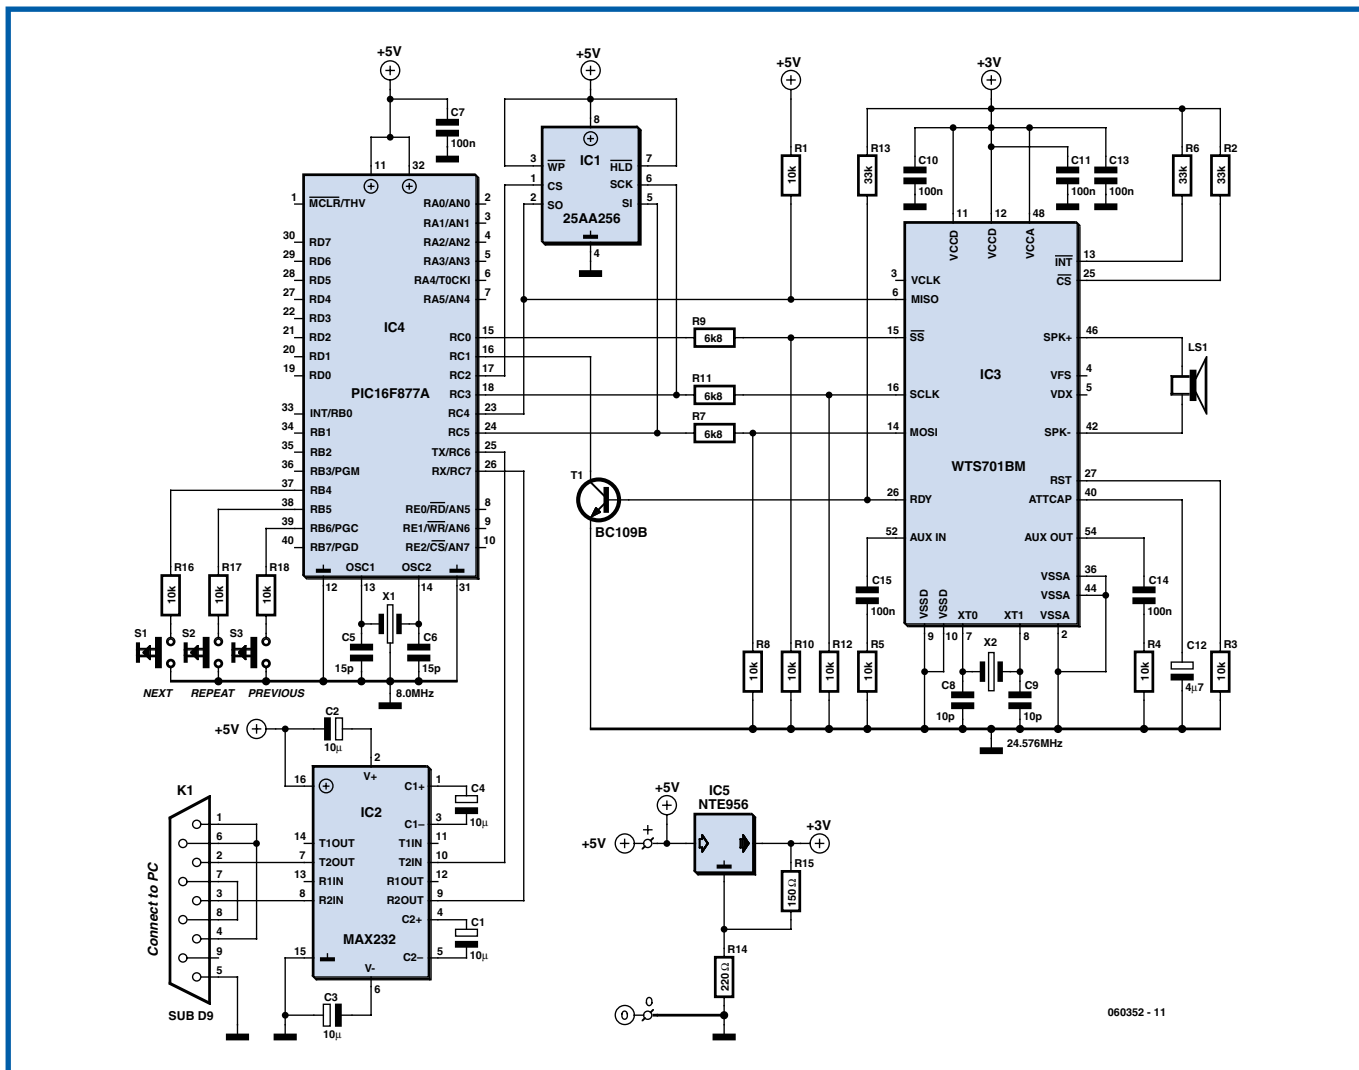 +5V
+5V
+5V
+3V
C7
100n
11
32
IC4
PIC16F877A
1 MCLR/THV
30 RD7
29 RD6
28 RD5
27 RD4
22 RD3
21 RD2
20 RD1
19 RD0
33 INT/RB0
34 RB1
35 RB2
36 RB3/PGM
37 RB4
38 RB5
39 RB6/PGC
40 RB7/PGD
RA0/AN0 2
RA1/AN1 3
RA2/AN2 4
RA3/AN3 5
RA4/T0CKI 6
RA5/AN4 7
RC0 15
RC1 16
RC2 17
RC3 18
RC4 23
RC5 24
TX/RC6 25
RX/RC7 26
RE0/RD/AN5 8
RE1/WR/AN6 9
RE2/CS/AN7 10
OSC1
OSC2
12
13
14
31
X1
8.0MHz
C5
15p
C6
15p
R16
10k
R17
10k
R18
10k
S1
S2
S3
NEXT
REPEAT
PREVIOUS
8
IC1
3 WP
1 CS
2 SO
HLD 7
SCK 6
SI 5
25AA256
4
R1
10k
R13
33k
C10
100n
C11
100n
C13
100n
R6
33k
R2
33k
R9
6k8
R11
6k8
R7
6k8
T1
BC109B
11
12
48
VCCD
VCCD
VCCA
IC3
WTS701BM
3 VCLK
6 MISO
15 SS
16 SCLK
14 MOSI
26 RDY
52 AUX IN
INT 13
CS 25
SPK+ 46
VFS 4
VDX 5
SPK- 42
RST 27
ATTCAP 40
AUX OUT 54
VSSA 36
VSSA 44
VSSA
2
VSSD
VSSD
XT0
XT1
9
10
7
8
X2
24.576MHz
C8
10p
C9
10p
LS1
C15
100n
C14
100n
C12
4μ7
R8
10k
R10
10k
R12
10k
R5
10k
R4
10k
R3
10k
+5V
C2
10μ
2
V+
IC2
MAX232
16
14 T1OUT
7 T2OUT
13 R1IN
8 R2IN
15
C1+ 1
C1– 3
T1IN 11
T2IN 10
R1OUT 12
R2OUT 9
C2+ 4
C2– 5
V-
6
C4
10μ
C1
10μ
C3
10μ
K1
1
6
2
7
3
8
4
9
5
Connect to PC
SUB D9
+5V
+5V
+
IC5
NTE956
+3V
R15
150Ω
R14
220Ω
0
0
060352 - 11